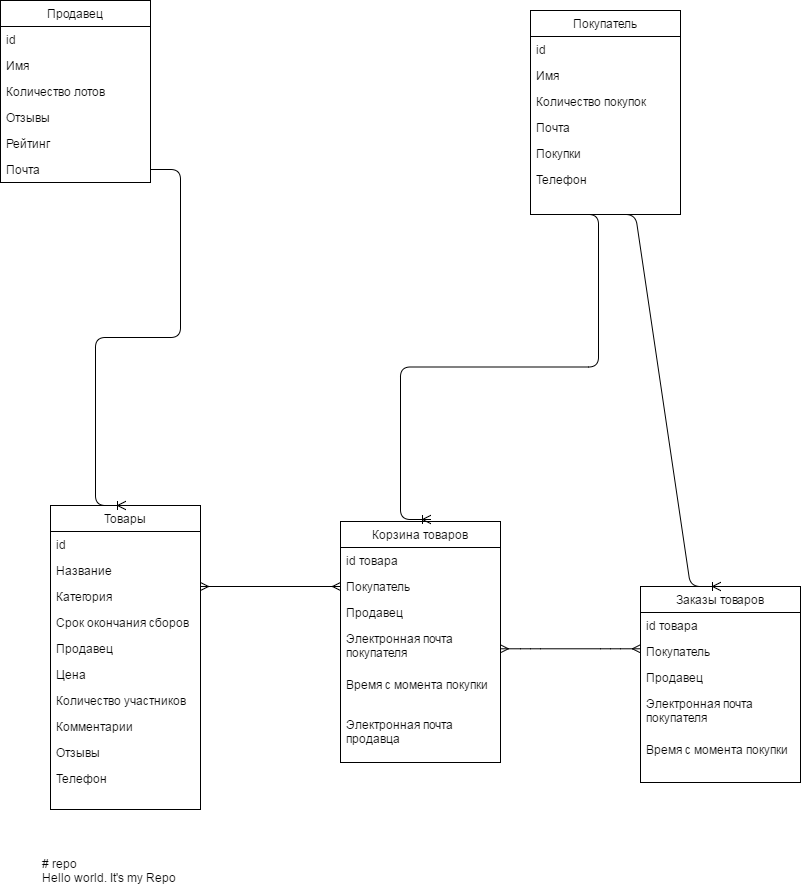 Продавец
id
Имя
Количество лотов
Отзывы
Рейтинг
Почта
Покупатель
id
Имя
Количество покупок
Почта
Покупки
Телефон
Товары
id
Название
Категория
Срок окончания сборов
Продавец
Цена
Количество участников
Комментарии
Отзывы
Телефон
Корзина товаров
id товара
Покупатель
Продавец
Электронная почта
покупателя
Время с момента покупки
Электронная почта
продавца
Заказы товаров
id товара
Покупатель
Продавец
Электронная почта
покупателя
Время с момента покупки
# repo
Hello world. It's my Repo